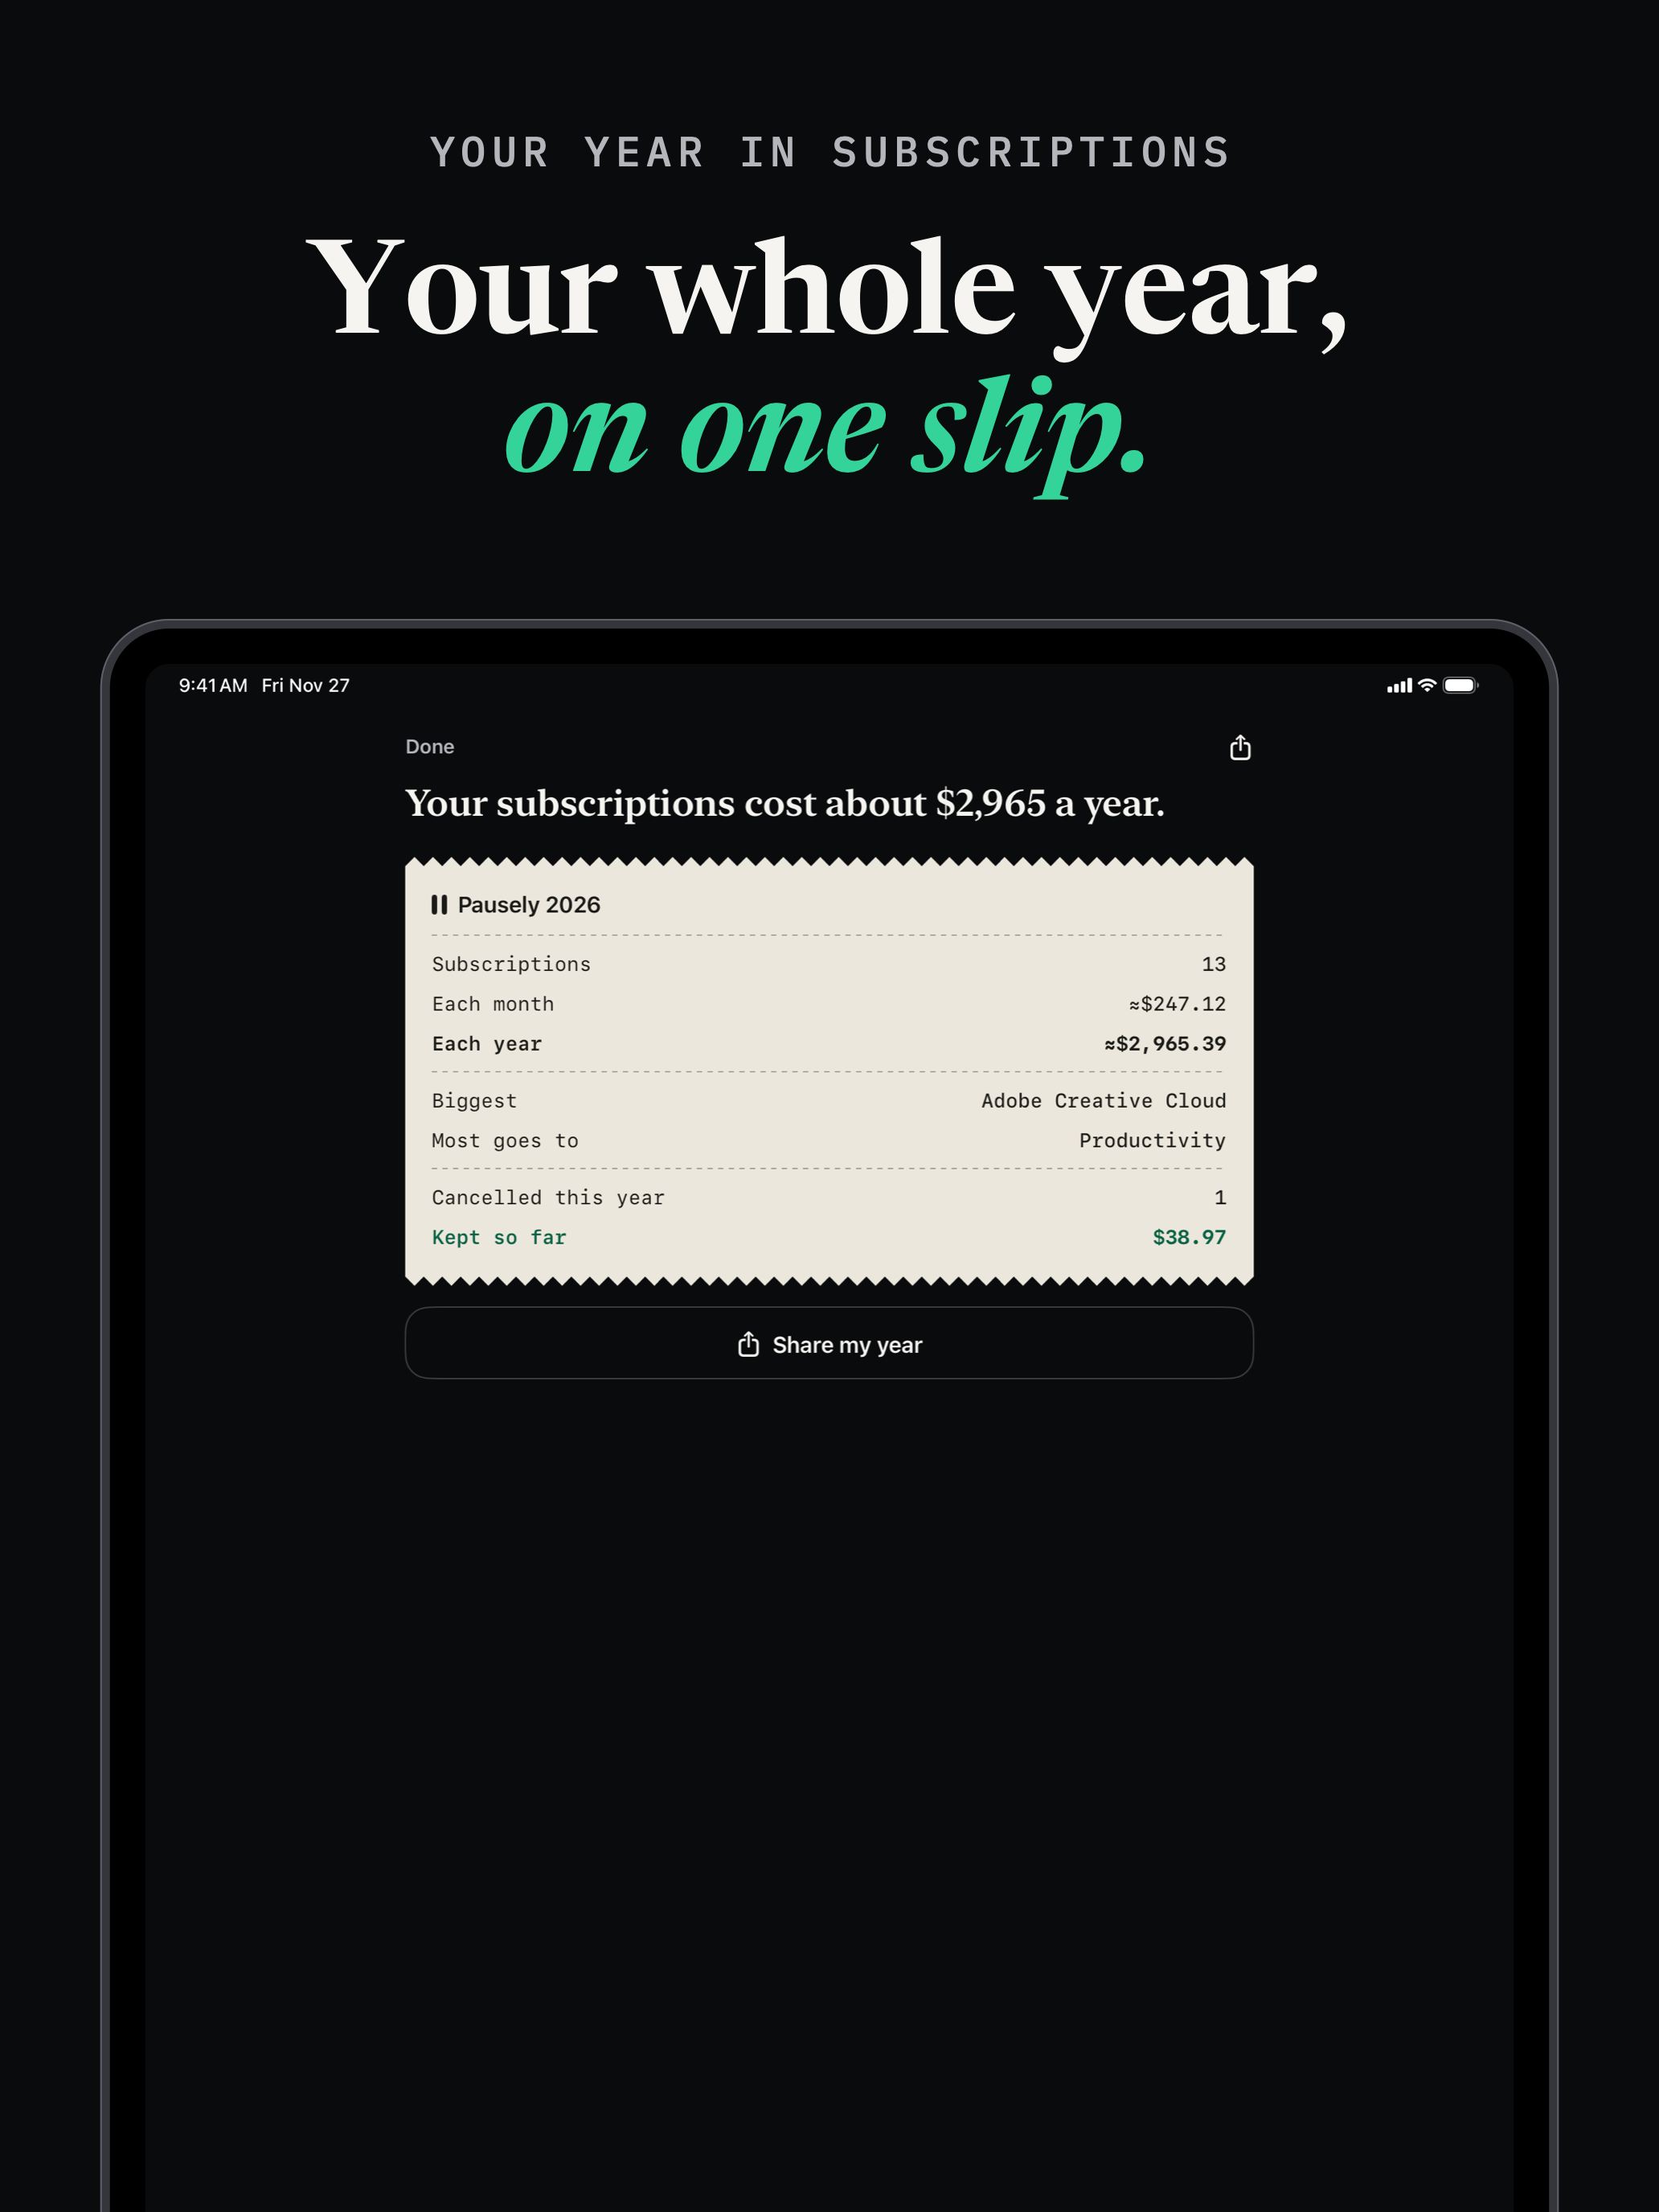 YOUR YEAR IN SUBSCRIPTIONS
Your whole year,
on one slip.
9:41 AM Fri Nov 27
Done
Your subscriptions cost about $2,965 a year.
Pausely 2026
Subscriptions 13
Each month ≈$247.12
Each year ≈$2,965.39
Biggest Adobe Creative Cloud
Most goes to Productivity
Cancelled this year 1
Kept so far $38.97
Share my year